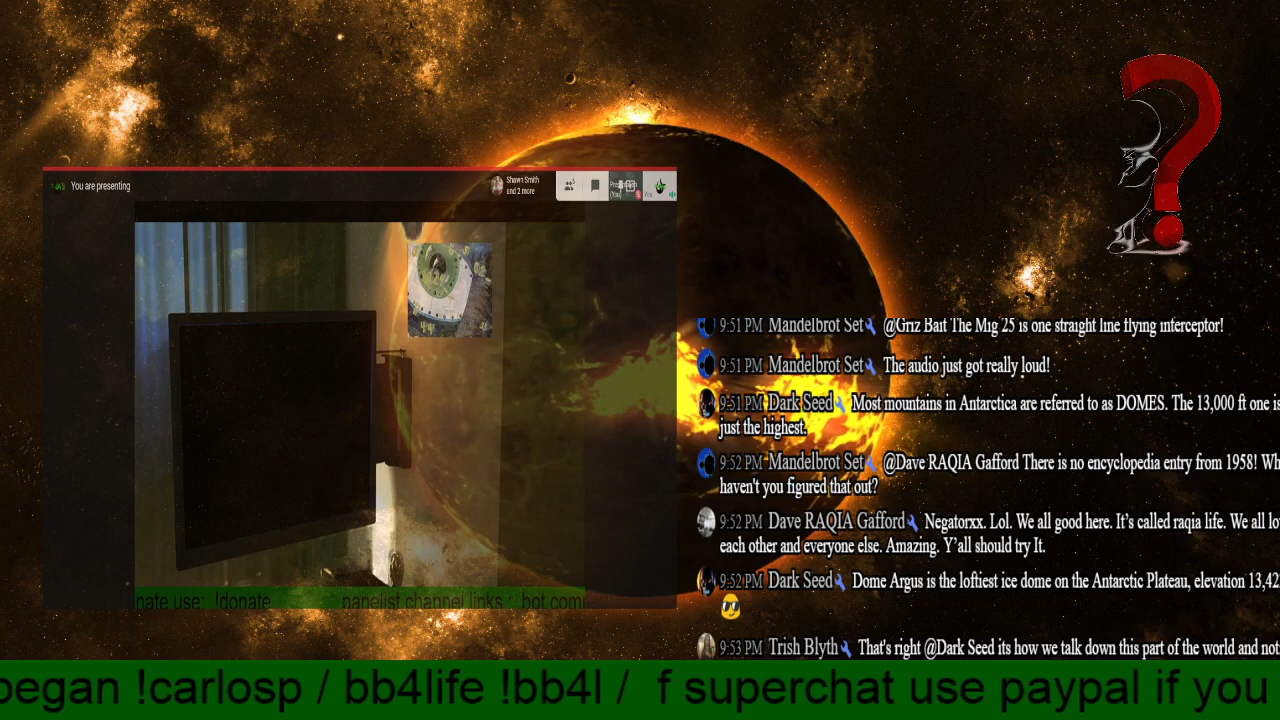 You are presenting
Shawn Smith
and 2 more
You
9:51 PM Mandelbrot Set @Griz Bait The Mig 25 is one straight line flying interceptor!
9:51 PM Mandelbrot Set The audio just got really loud!
9:51 PM Dark Seed Most mountains in Antarctica are referred to as DOMES. The 13,000 ft one is
just the highest.
9:52 PM Mandelbrot Set @Dave RAQIA Gafford There is no encyclopedia entry from 1958! Wh
haven't you figured that out?
9:52 PM Dave RAQIA Gafford Negatorxx. Lol. We all good here. It's called raqia life. We all lo
each other and everyone else. Amazing. Y'all should try It.
9:52 PM Dark Seed Dome Argus is the loftiest ice dome on the Antarctic Plateau, elevation 13,42
😎
9:53 PM Trish Blyth That's right @Dark Seed its how we talk down this part of the world and not
nate use: !donate panelist channel links : bot.com
began !carlosp / bb4life !bb4l / f superchat use paypal if you